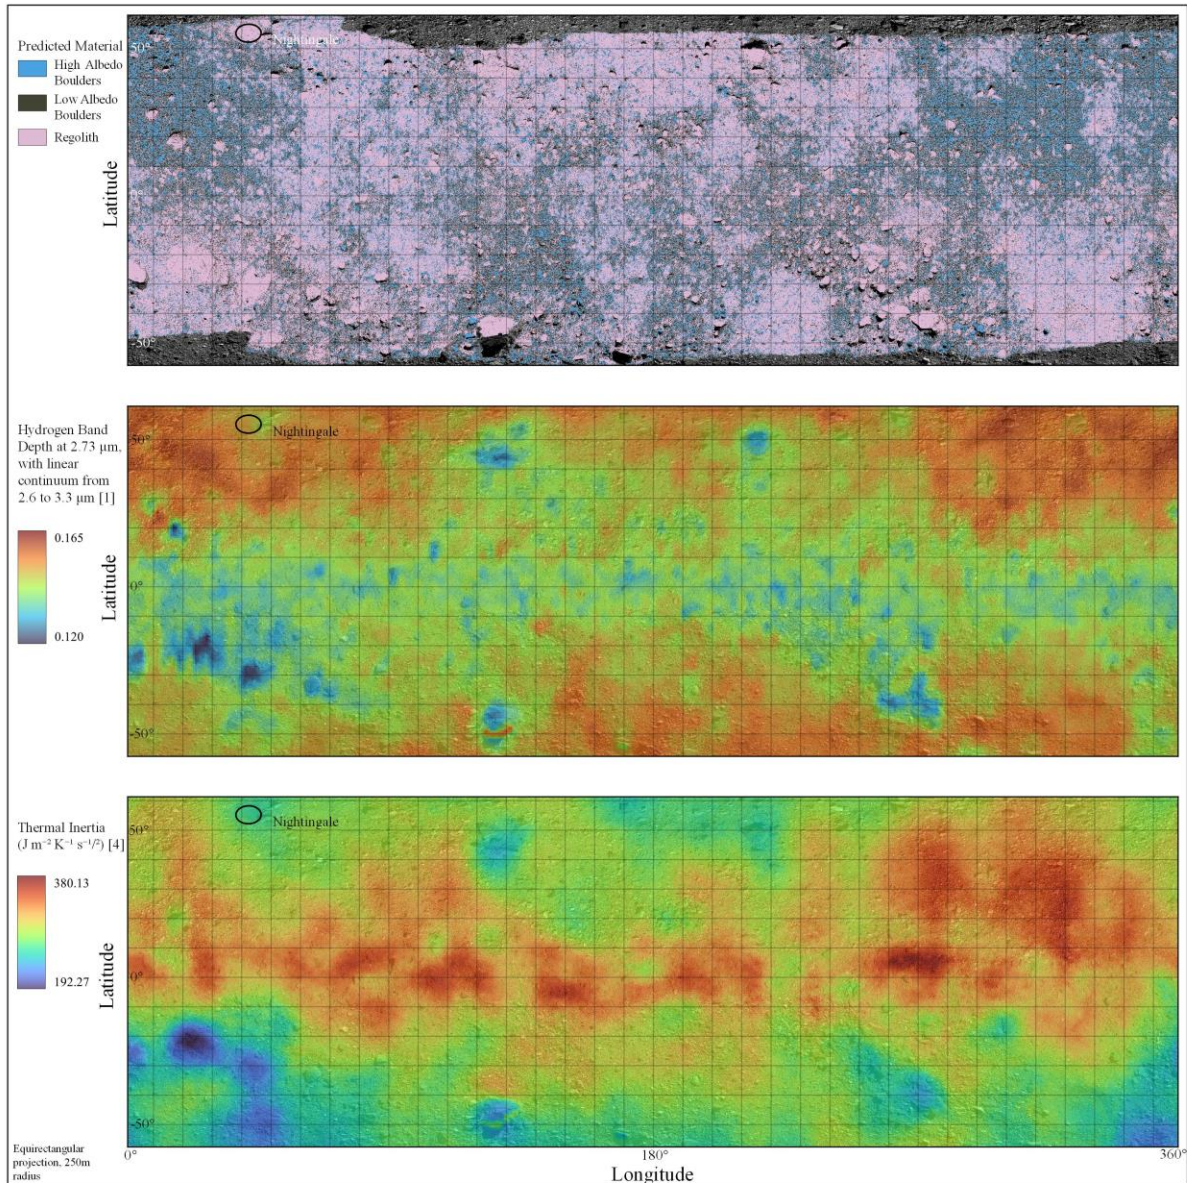 Predicted Material
High Albedo
Boulders
Low Albedo
Boulders
Regolith
Latitude
50°
Nightingale
0°
-50°
Hydrogen Band
Depth at 2.73 µm,
with linear
continuum from
2.6 to 3.3 µm [1]
0.165
0.120
Latitude
50°
Nightingale
0°
-50°
Thermal Inertia
(J m⁻² K⁻¹ s⁻¹/²) [4]
380.13
192.27
Latitude
50°
Nightingale
0°
-50°
Equirectangular
projection, 250m
radius
0°
180°
360°
Longitude